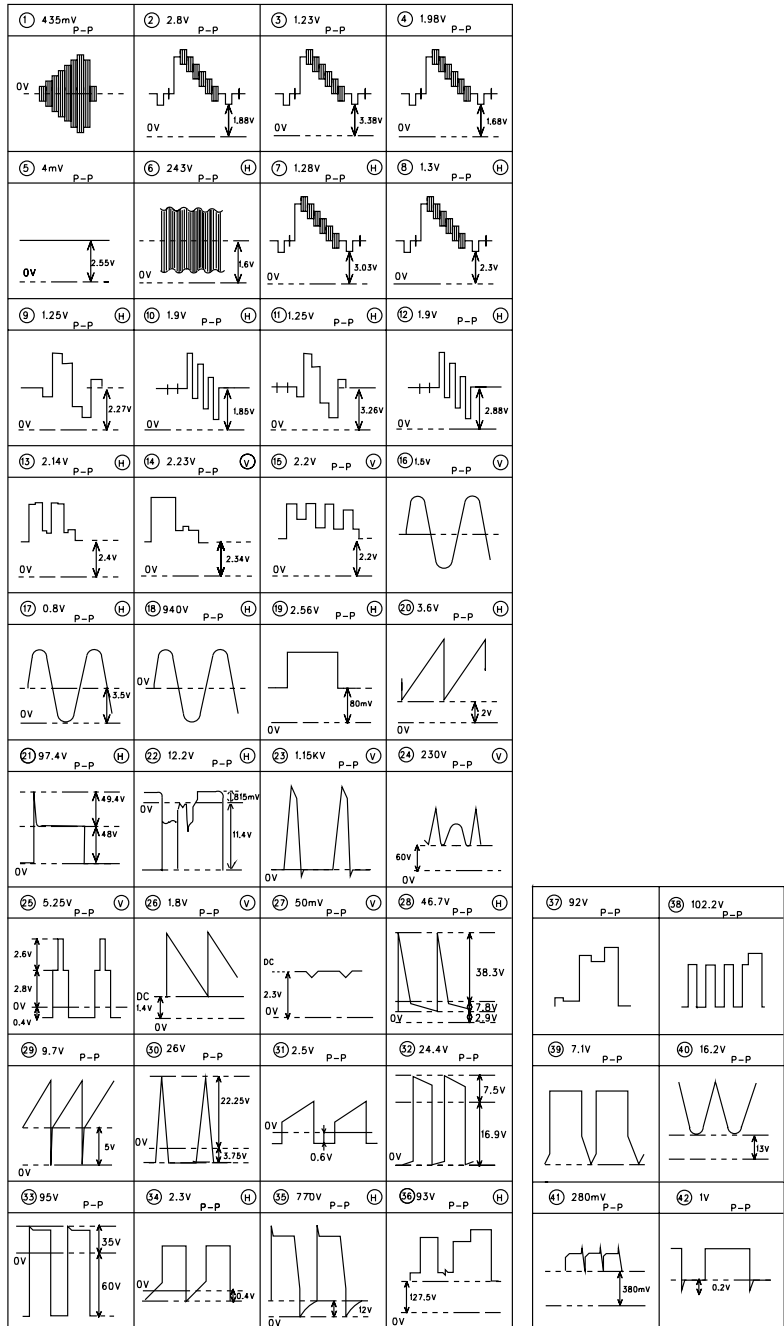 ① 435mV P-P
② 2.8V P-P
③ 1.23V P-P
④ 1.98V P-P
0V
0V
1.88V
0V
3.38V
0V
1.68V
⑤ 4mV P-P
⑥ 243V P-P Ⓗ
⑦ 1.28V P-P Ⓗ
⑧ 1.3V P-P Ⓗ
0V
2.55V
0V
1.6V
0V
3.03V
0V
2.3V
⑨ 1.25V P-P Ⓗ
⑩ 1.9V P-P Ⓗ
⑪ 1.25V P-P Ⓗ
⑫ 1.9V P-P Ⓗ
0V
2.27V
0V
1.85V
0V
3.26V
0V
2.88V
⑬ 2.14V P-P Ⓗ
⑭ 2.23V P-P Ⓥ
⑮ 2.2V P-P Ⓥ
⑯ 1.5V P-P Ⓥ
0V
2.4V
0V
2.34V
0V
2.2V
⑰ 0.8V P-P Ⓗ
⑱ 940V P-P Ⓗ
⑲ 2.56V P-P Ⓗ
⑳ 3.6V P-P Ⓗ
0V
3.5V
0V
0V
80mV
0V
2V
㉑ 97.4V P-P Ⓗ
㉒ 12.2V P-P Ⓗ
㉓ 1.15KV P-P Ⓥ
㉔ 230V P-P Ⓥ
0V
49.4V
48V
0V
815mV
11.4V
0V
60V
0V
㉕ 5.25V P-P Ⓥ
㉖ 1.8V P-P Ⓥ
㉗ 50mV P-P Ⓥ
㉘ 46.7V P-P Ⓗ
2.6V
2.8V
0V
0.4V
DC
1.4V
0V
DC
2.3V
0V
38.3V
7.8V
0V
2.9V
㉙ 9.7V P-P
㉚ 26V P-P
㉛ 2.5V P-P
㉜ 24.4V P-P
5V
0V
22.25V
0V
3.75V
0V
0.6V
7.5V
16.9V
0V
㉝ 95V P-P
㉞ 2.3V P-P Ⓗ
㉟ 770V P-P Ⓗ
㊱ 93V P-P Ⓗ
35V
0V
60V
0V
0.4V
12V
0V
127.5V
0V
㊲ 92V P-P
㊳ 102.2V P-P
㊴ 7.1V P-P
㊵ 16.2V P-P
13V
㊶ 280mV P-P
㊷ 1V P-P
380mV
0.2V